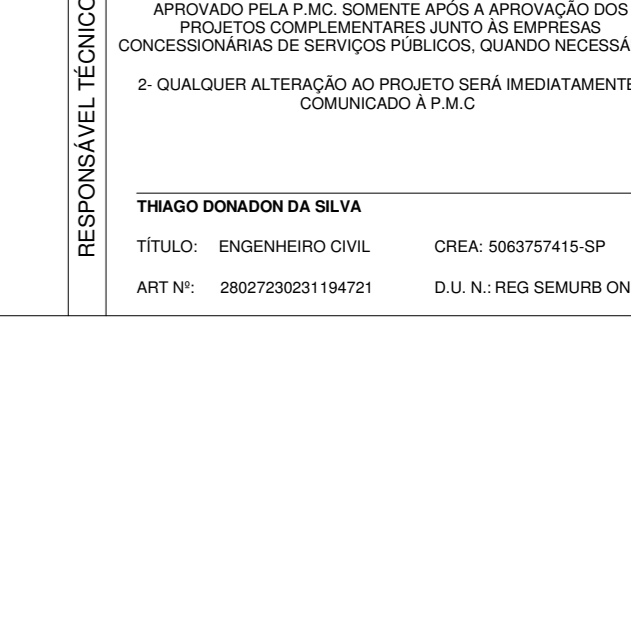 RESPONSÁVEL TÉCNICO
APROVADO PELA P.MC. SOMENTE APÓS A APROVAÇÃO DOS
PROJETOS COMPLEMENTARES JUNTO ÀS EMPRESAS
CONCESSIONÁRIAS DE SERVIÇOS PÚBLICOS, QUANDO
2- QUALQUER ALTERAÇÃO AO PROJETO SERÁ IMEDIATAMENTE
COMUNICADO À P.M.C
THIAGO DONADON DA SILVA
TÍTULO: ENGENHEIRO CIVIL CREA: 5063757415-SP
ART Nº: 28027230231194721 D.U. N.: REG SEMURB